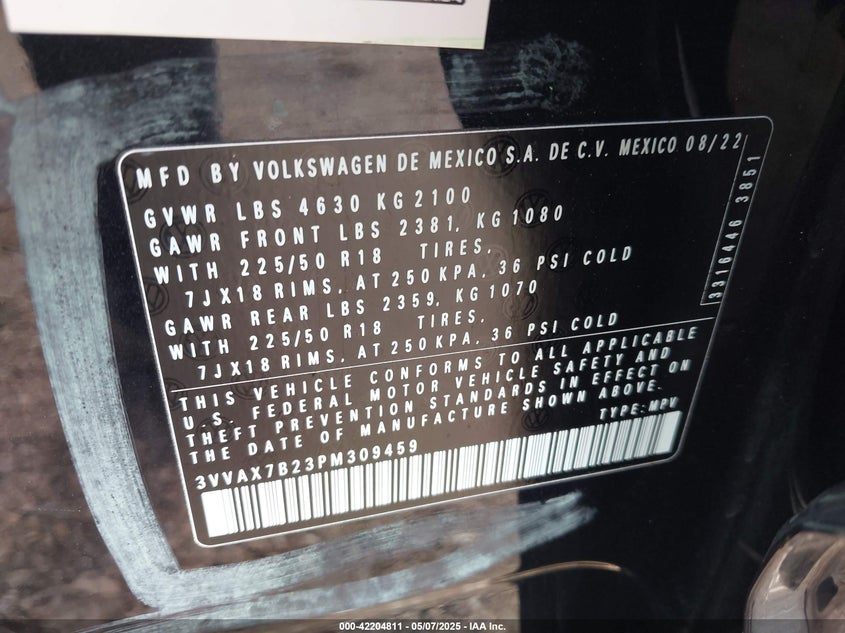 MFD BY VOLKSWAGEN DE MEXICO S.A. DE C.V. MEXICO 08/22
GVWR LBS 4630 KG 2100
GAWR FRONT LBS 2381, KG 1080
WITH 225/50 R18 TIRES,
7JX18 RIMS, AT 250 KPA, 36 PSI COLD
GAWR REAR LBS 2359, KG 1070
WITH 225/50 R18 TIRES,
7JX18 RIMS, AT 250 KPA, 36 PSI COLD
3316446 3851
THIS VEHICLE CONFORMS TO ALL APPLICABLE
U.S. FEDERAL MOTOR VEHICLE SAFETY AND
THEFT PREVENTION STANDARDS IN EFFECT ON
THE DATE OF MANUFACTURE SHOWN ABOVE.
TYPE: MPV
3VVAX7B23PM309459
000-42204811 - 05/07/2025 - IAA Inc.